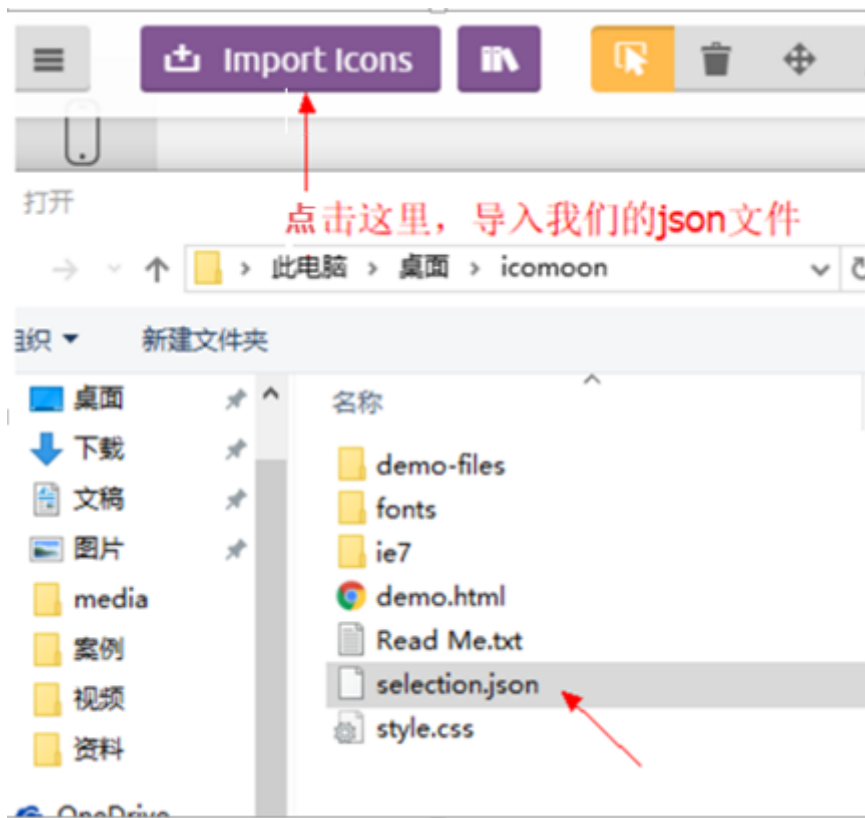 Import Icons
打开
点击这里，导入我们的json文件
此电脑 > 桌面 > icomoon
组织 新建文件夹
桌面
下载
文稿
图片
media
案例
视频
资料
OneDrive
名称
demo-files
fonts
ie7
demo.html
Read Me.txt
selection.json
style.css